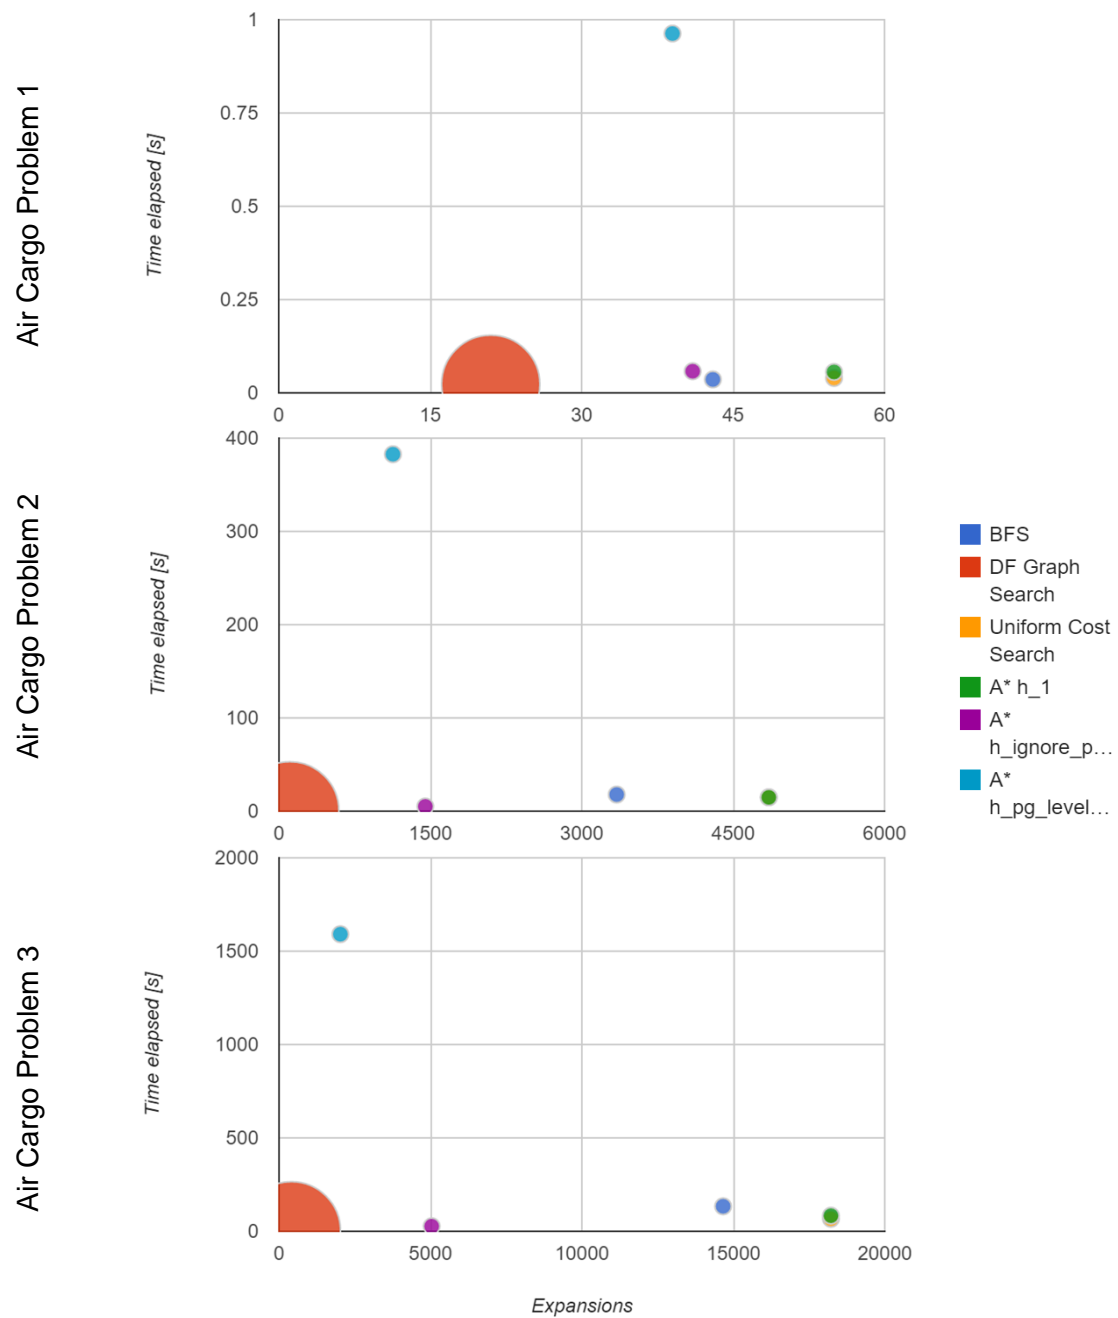 Air Cargo Problem 1
Time elapsed [s]
1
0.75
0.5
0.25
0
0 15 30 45 60
Air Cargo Problem 2
Time elapsed [s]
400
300
200
100
0
0 1500 3000 4500 6000
Air Cargo Problem 3
Time elapsed [s]
2000
1500
1000
500
0
0 5000 10000 15000 20000
Expansions
BFS
DF Graph
Search
Uniform Cost
Search
A* h_1
A*
h_ignore_p...
A*
h_pg_level...